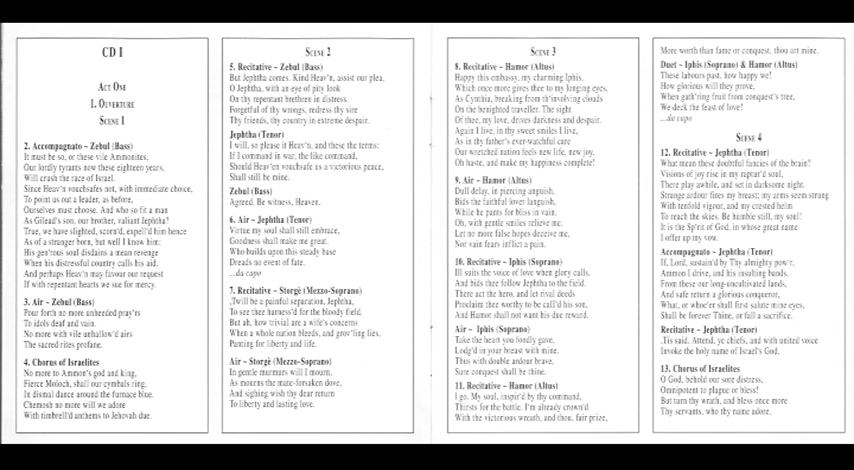 CD I
ACT ONE
1. OUVERTURE
SCENE 1
2. Accompagnato ~ Zebul (Bass)
It must be so, or these vile Ammonites,
Our lordly tyrants now these eighteen years,
Will crush the race of Israel.
Since Heav'n vouchsafes not, with immediate choice,
To point us out a leader, as before,
Ourselves must choose. And who so fit a man
As Gilead's son, our brother, valiant Jephtha?
True, we have slighted, scorn'd, expell'd him hence
As of a stranger born, but well I know him:
His gen'rous soul disdains a mean revenge
When his distressful country calls his aid.
And perhaps Heav'n may favour our request
If with repentant hearts we sue for mercy.
3. Air ~ Zebul (Bass)
Pour forth no more unheeded pray'rs
To idols deaf and vain.
No more with vile unhallow'd airs
The sacred rites profane.
4. Chorus of Israelites
No more to Ammon's god and king,
Fierce Moloch, shall our cymbals ring,
In dismal dance around the furnace blue.
Chemosh no more will we adore
With timbrell'd anthems to Jehovah due.
SCENE 2
5. Recitative ~ Zebul (Bass)
But Jephtha comes. Kind Heav'n, assist our plea.
O Jephtha, with an eye of pity look
On thy repentant brethren in distress.
Forgetful of thy wrongs, redress thy sire
Thy friends, thy country in extreme despair.
Jephtha (Tenor)
I will, so please it Heav'n, and these the terms:
If I command in war, the like command,
Should Heav'en vouchsafe us a victorious peace,
Shall still be mine.
Zebul (Bass)
Agreed. Be witness, Heaven.
6. Air ~ Jephtha (Tenor)
Virtue my soul shall still embrace,
Goodness shall make me great.
Who builds upon this steady base
Dreads no event of fate.
...da capo
7. Recitative ~ Storgè (Mezzo-Soprano)
,Twill be a painful separation, Jephtha,
To see thee harness'd for the bloody field.
But ah, how trivial are a wife's concerns
When a whole nation bleeds, and grov'ling lies,
Panting for liberty and life.
Air ~ Storgè (Mezzo-Soprano)
In gentle murmurs will I mourn,
As mourns the mate-forsaken dove,
And sighing wish thy dear return
To liberty and lasting love.
SCENE 3
8. Recitative ~ Hamor (Altus)
Happy this embassy, my charming Iphis,
Which once more gives thee to my longing eyes,
As Cynthia, breaking from th'involving clouds
On the benighted traveller. The sight
Of thee, my love, drives darkness and despair.
Again I live, in thy sweet smiles I live,
As in thy father's ever-watchful care
Our wretched nation feels new life, new joy.
Oh haste, and make my happiness complete!
9. Air ~ Hamor (Altus)
Dull delay, in piercing anguish,
Bids the faithful lover languish,
While he pants for bliss in vain.
Oh, with gentle smiles relieve me.
Let no more false hopes deceive me,
Nor vain fears inflict a pain.
10. Recitative ~ Iphis (Soprano)
Ill suits the voice of love when glory calls,
And bids thee follow Jephtha to the field.
There act the hero, and let rival deeds
Proclaim thee worthy to be call'd his son,
And Hamor shall not want his due reward.
Air ~ Iphis (Soprano)
Take the heart you fondly gave,
Lodg'd in your breast with mine.
Thus with double ardour brave,
Sure conquest shall be thine.
11. Recitative ~ Hamor (Altus)
I go. My soul, inspir'd by thy command,
Thirsts for the battle. I'm already crown'd
With the victorious wreath, and thou, fair prize,
More worth than fame or conquest, thou art mine.
Duet ~ Iphis (Soprano) & Hamor (Altus)
These labours past, how happy we!
How glorious will they prove,
When gath'ring fruit from conquest's tree,
We deck the feast of love!
...da capo
SCENE 4
12. Recitative ~ Jephtha (Tenor)
What mean these doubtful fancies of the brain?
Visions of joy rise in my raptur'd soul,
There play awhile, and set in darksome night.
Strange ardour fires my breast; my arms seem strung
With tenfold vigour, and my crested helm
To reach the skies. Be humble still, my soul!
It is the Sp'rit of God, in whose great name
I offer up my vow.
Accompagnato ~ Jephtha (Tenor)
If, Lord, sustain'd by Thy almighty pow'r,
Ammon I drive, and his insulting bands,
From these our long-uncultivated lands,
And safe return a glorious conqueror,
What, or who'er shall first salute mine eyes,
Shall be forever Thine, or fall a sacrifice.
Recitative ~ Jephtha (Tenor)
,Tis said. Attend, ye chiefs, and with united voice
Invoke the holy name of Israel's God.
13. Chorus of Israelites
O God, behold our sore distress,
Omnipotent to plague or bless!
But turn thy wrath, and bless once more
Thy servants, who thy name adore.